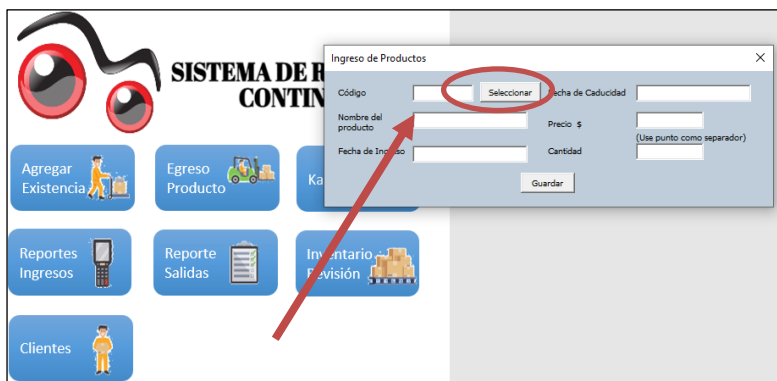 SISTEMA DE R
CONTIN
Ingreso de Productos
Código
Seleccionar
Fecha de Caducidad
Nombre del
producto
Precio $
(Use punto como separador)
Fecha de Ingreso
Cantidad
Guardar
Agregar
Existencia
Egreso
Producto
Ka
Reportes
Ingresos
Reporte
Salidas
Inventario
Revisión
Clientes